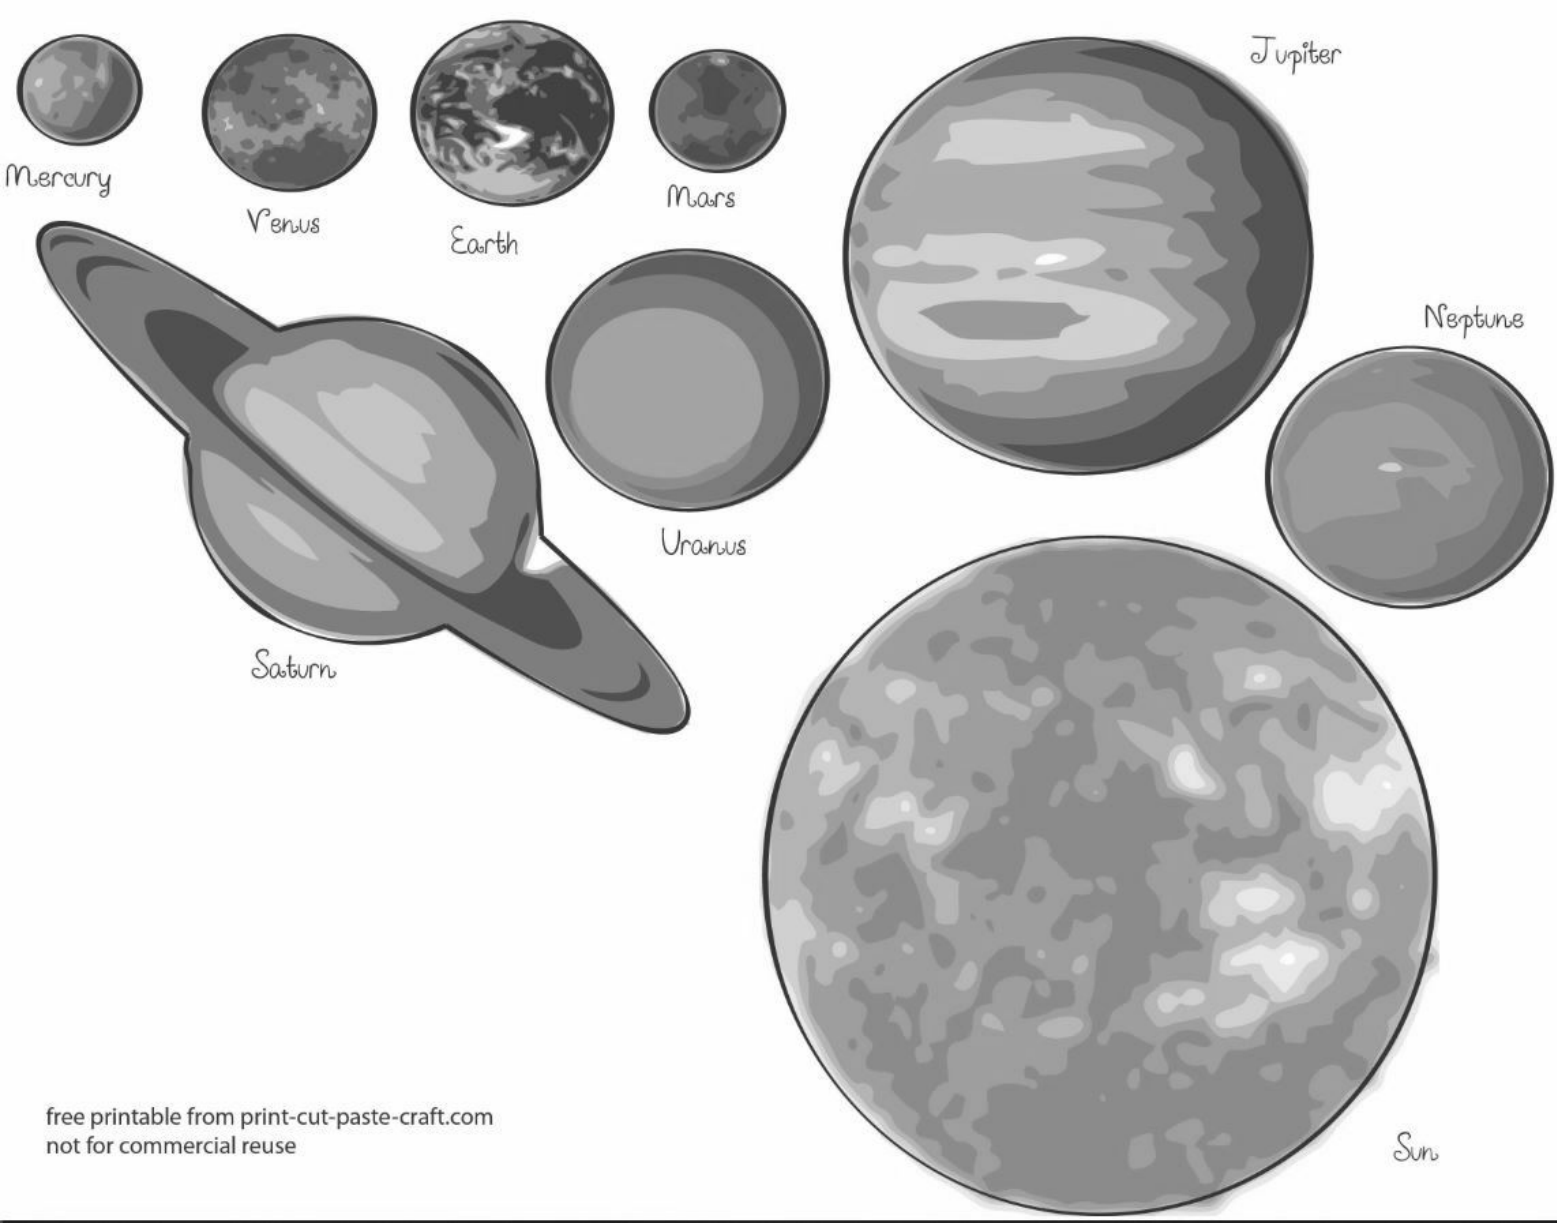 Mercury
Venus
Earth
Mars
Jupiter
Neptune
Uranus
Saturn
Sun
free printable from print-cut-paste-craft.com
not for commercial reuse